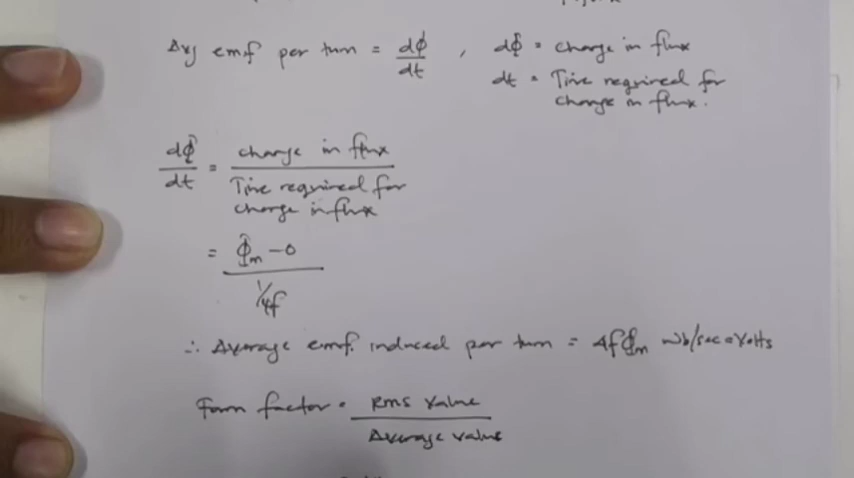 Avg emf per turn = dϕ/dt , dϕ = change in flux
dt = Time required for
change in flux.
dϕ/dt = change in flux / Time required for
change in flux
= ϕm - 0 / 1/4f
∴ Average emf. induced per turn = 4fϕm wb/sec or volts
Form factor = RMS value / Average value